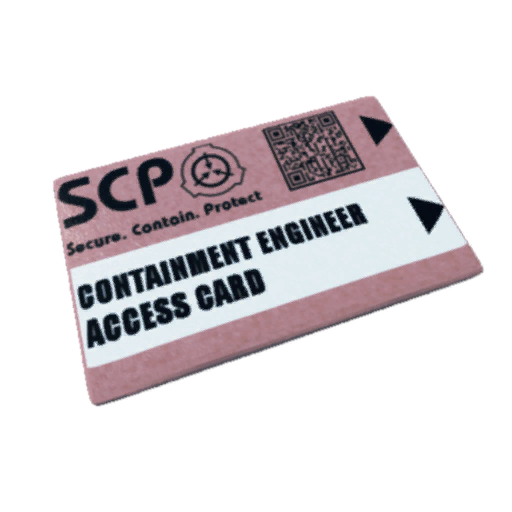 SCP
Secure. Contain. Protect
CONTAINMENT ENGINEER
ACCESS CARD